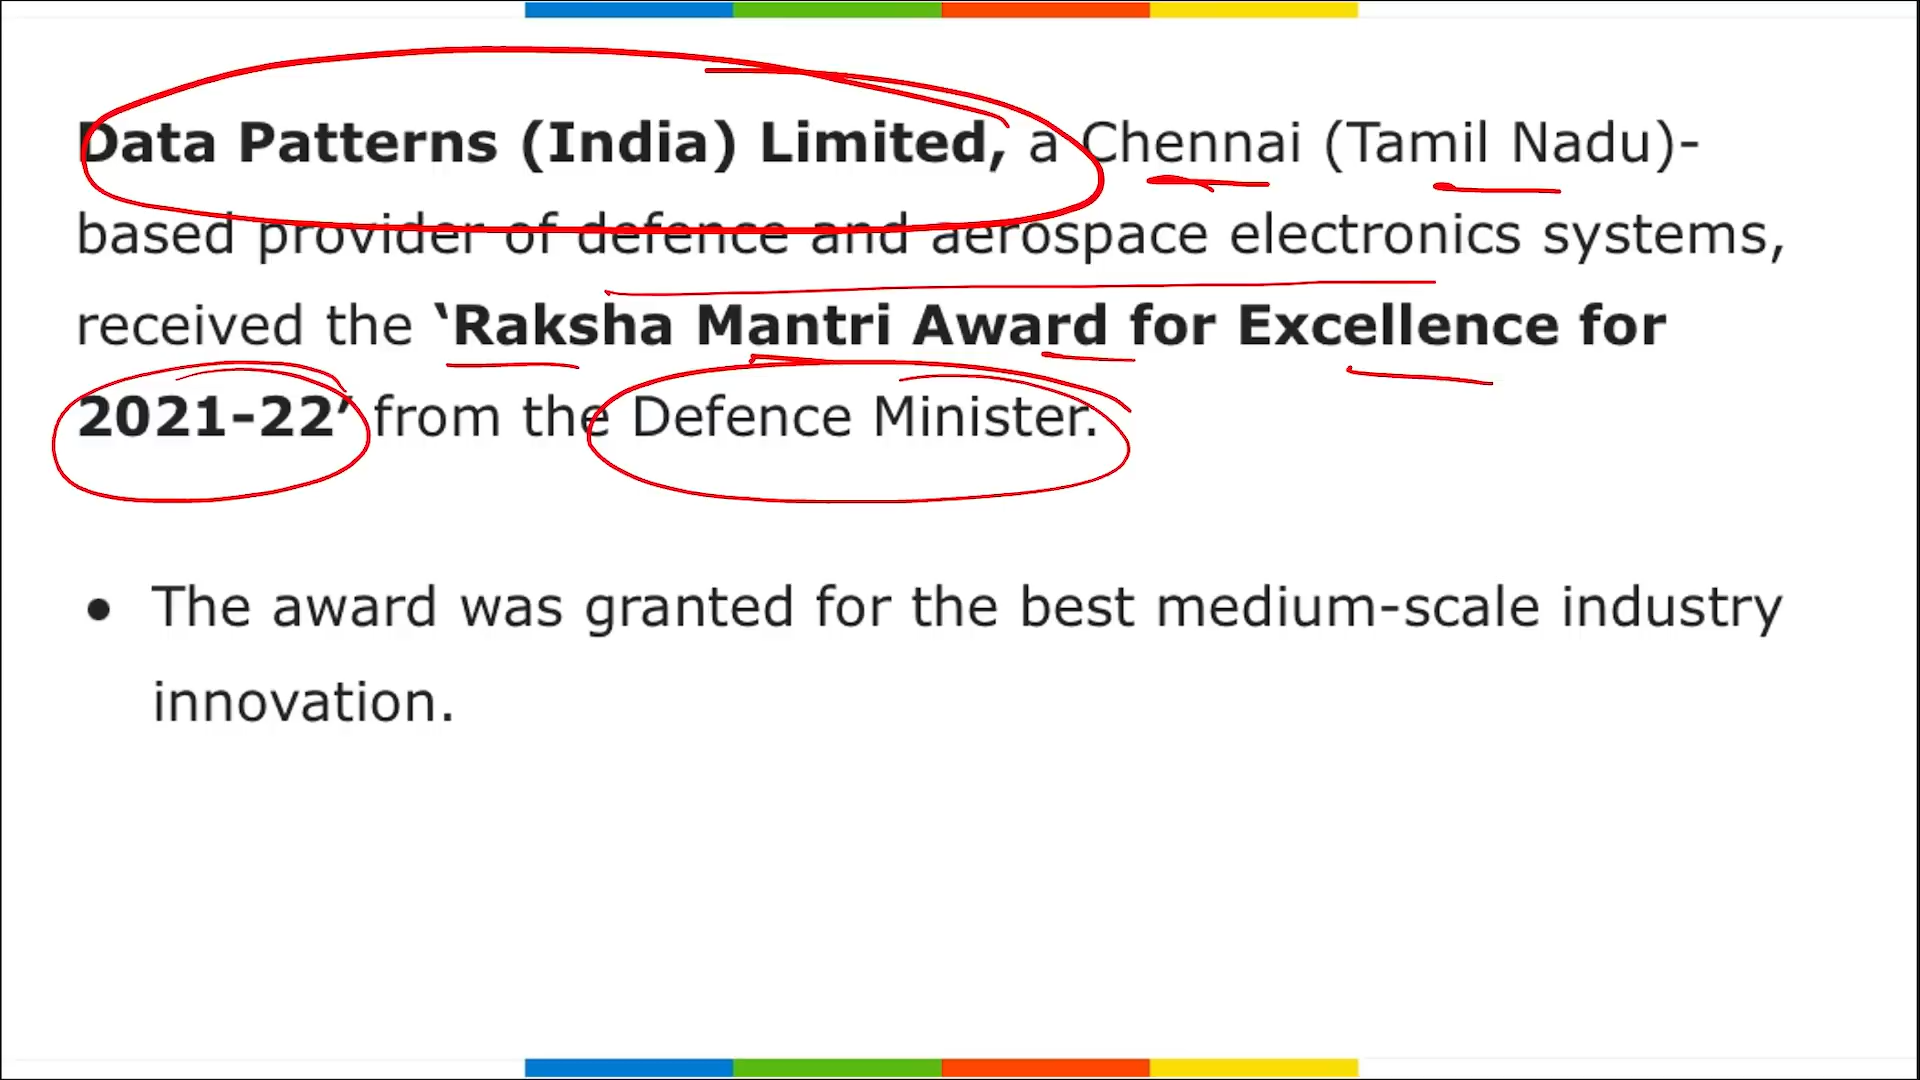 Data Patterns (India) Limited, a Chennai (Tamil Nadu)-
based provider of defence and aerospace electronics systems,
received the ‘Raksha Mantri Award for Excellence for
2021-22’ from the Defence Minister.
● The award was granted for the best medium-scale industry
innovation.